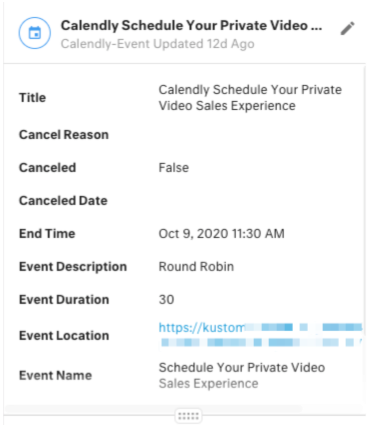 Calendly Schedule Your Private Video ...
Calendly-Event Updated 12d Ago
Title Calendly Schedule Your Private
Video Sales Experience
Cancel Reason
Canceled False
Canceled Date
End Time Oct 9, 2020 11:30 AM
Event Description Round Robin
Event Duration 30
Event Location https://kustom
Event Name Schedule Your Private Video
Sales Experience